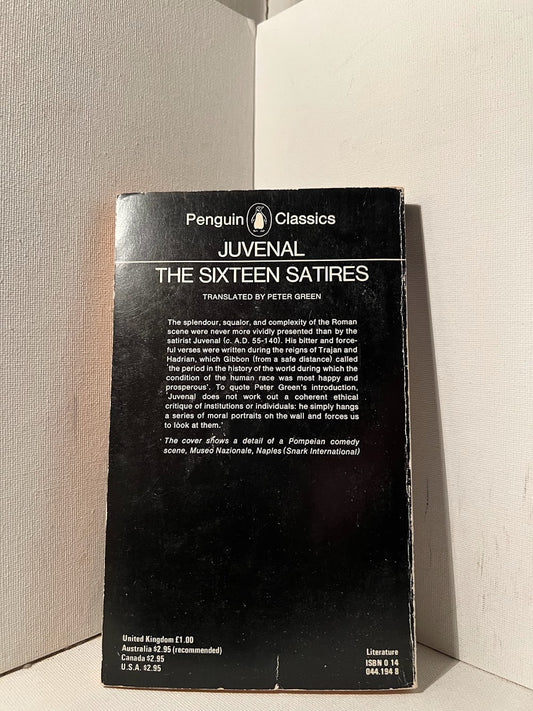 Penguin Classics
JUVENAL
THE SIXTEEN SATIRES
TRANSLATED BY PETER GREEN
The splendour, squalor, and complexity of the Roman
scene were never more vividly presented than by the
satirist Juvenal (c. A.D. 55-140). His bitter and force-
ful verses were written during the reigns of Trajan and
Hadrian, which Gibbon (from a safe distance) called
'the period in the history of the world during which the
condition of the human race was most happy and
prosperous'. To quote Peter Green's introduction,
'Juvenal does not work out a coherent ethical
critique of institutions or individuals: he simply hangs
a series of moral portraits on the wall and forces us
to look at them.'
The cover shows a detail of a Pompeian comedy
scene, Museo Nazionale, Naples (Snark International)
United Kingdom £1.00
Australia $2.95 (recommended)
Canada $2.95
U.S.A. $2.95
Literature
ISBN 0 14
044.194 8